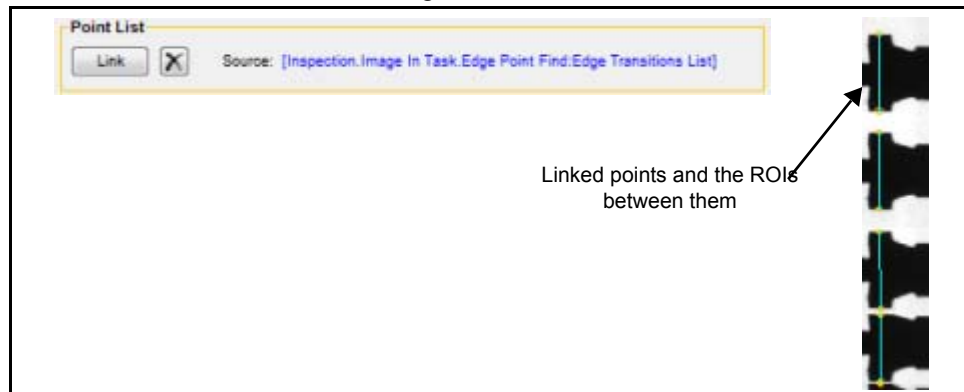 Point List
Link X Source: [Inspection.Image In Task.Edge Point Find:Edge Transitions List]
Linked points and the ROIs
between them